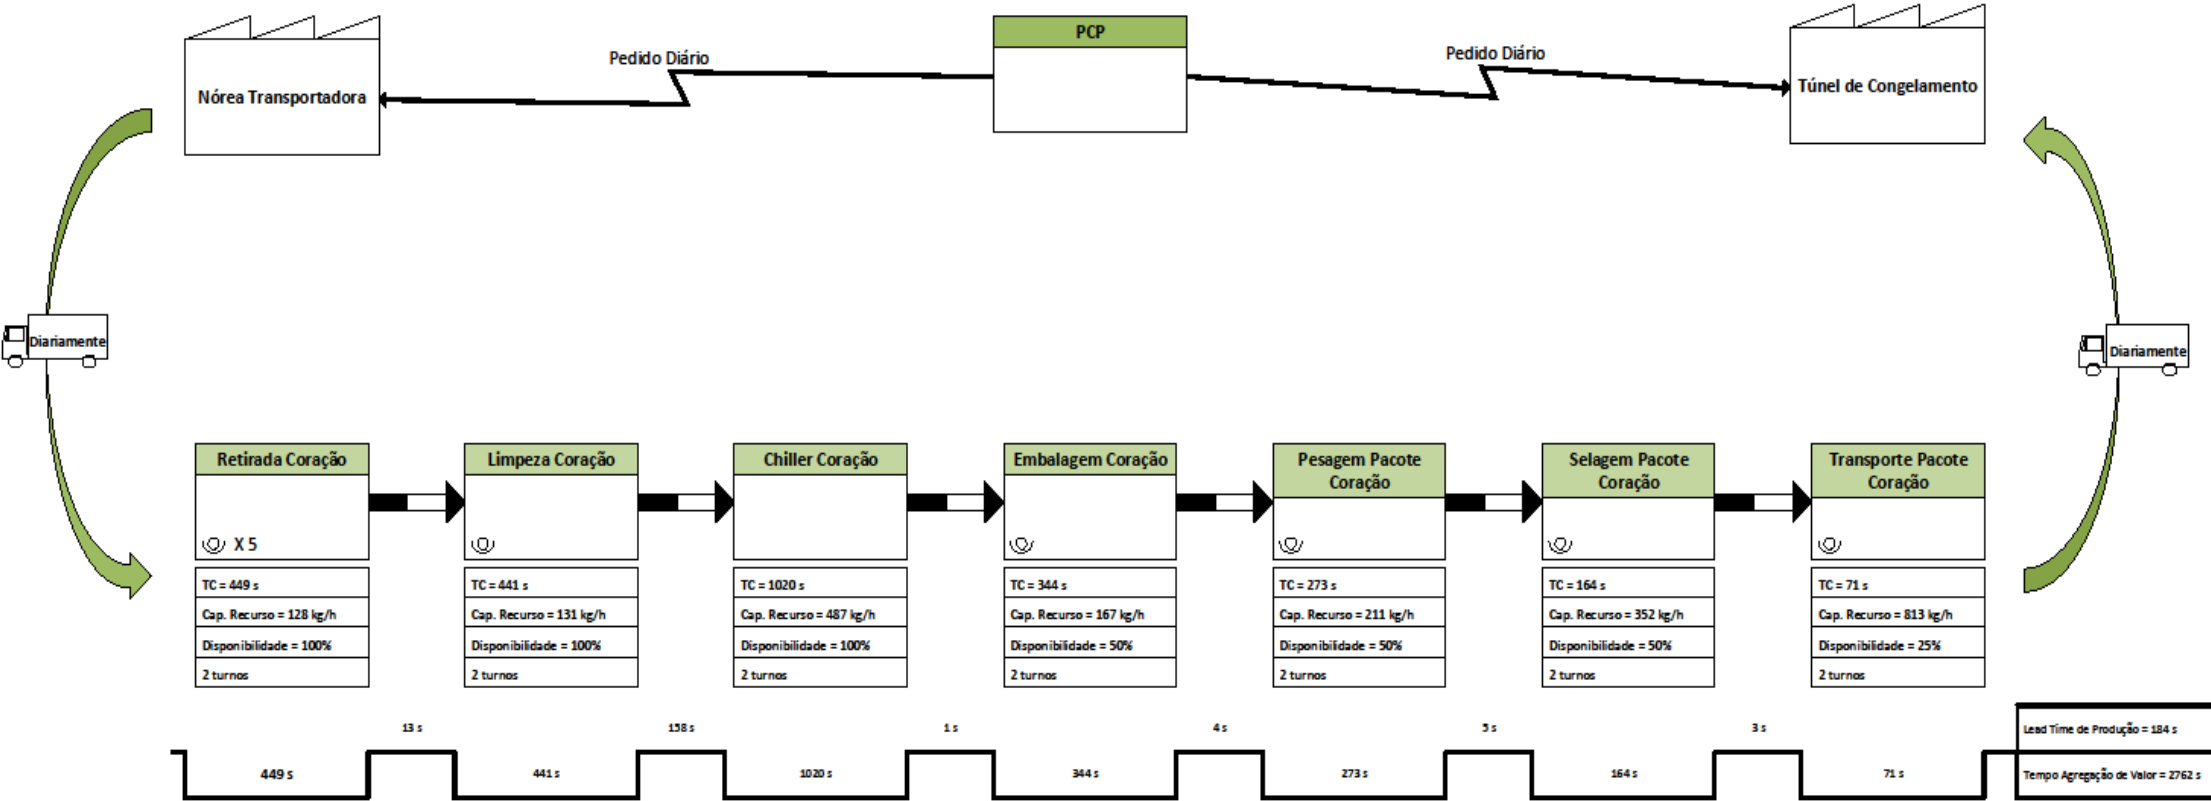 PCP
Pedido Diário
Pedido Diário
Nórea Transportadora
Túnel de Congelamento
Diariamente
Diariamente
Retirada Coração
X 5
TC = 449 s
Cap. Recurso = 128 kg/h
Disponibilidade = 100%
2 turnos
Limpeza Coração
TC = 441 s
Cap. Recurso = 131 kg/h
Disponibilidade = 100%
2 turnos
Chiller Coração
TC = 1020 s
Cap. Recurso = 487 kg/h
Disponibilidade = 100%
2 turnos
Embalagem Coração
TC = 344 s
Cap. Recurso = 167 kg/h
Disponibilidade = 50%
2 turnos
Pesagem Pacote
Coração
TC = 273 s
Cap. Recurso = 211 kg/h
Disponibilidade = 50%
2 turnos
Selagem Pacote
Coração
TC = 164 s
Cap. Recurso = 352 kg/h
Disponibilidade = 50%
2 turnos
Transporte Pacote
Coração
TC = 71 s
Cap. Recurso = 813 kg/h
Disponibilidade = 25%
2 turnos
13 s
158 s
1 s
4 s
5 s
3 s
Lead Time de Produção = 184 s
449 s
441 s
1020 s
344 s
273 s
164 s
71 s
Tempo Agregação de Valor = 2762 s